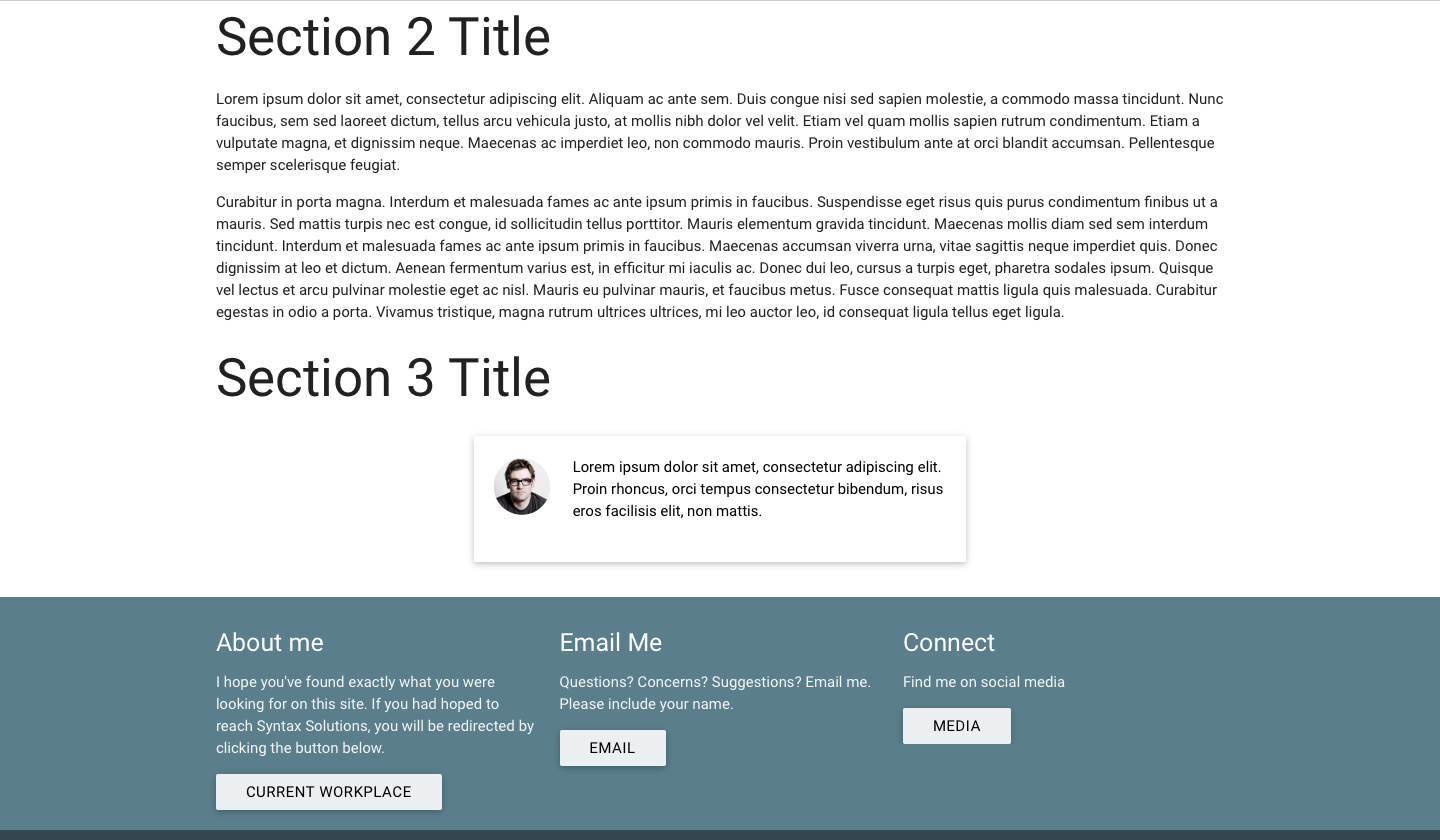 Section 2 Title
Lorem ipsum dolor sit amet, consectetur adipiscing elit. Aliquam ac ante sem. Duis congue nisi sed sapien molestie, a commodo massa tincidunt. Nunc
faucibus, sem sed laoreet dictum, tellus arcu vehicula justo, at mollis nibh dolor vel velit. Etiam vel quam mollis sapien rutrum condimentum. Etiam a
vulputate magna, et dignissim neque. Maecenas ac imperdiet leo, non commodo mauris. Proin vestibulum ante at orci blandit accumsan. Pellentesque
semper scelerisque feugiat.
Curabitur in porta magna. Interdum et malesuada fames ac ante ipsum primis in faucibus. Suspendisse eget risus quis purus condimentum finibus ut a
mauris. Sed mattis turpis nec est congue, id sollicitudin tellus porttitor. Mauris elementum gravida tincidunt. Maecenas mollis diam sed sem interdum
tincidunt. Interdum et malesuada fames ac ante ipsum primis in faucibus. Maecenas accumsan viverra urna, vitae sagittis neque imperdiet quis. Donec
dignissim at leo et dictum. Aenean fermentum varius est, in efficitur mi iaculis ac. Donec dui leo, cursus a turpis eget, pharetra sodales ipsum. Quisque
vel lectus et arcu pulvinar molestie eget ac nisl. Mauris eu pulvinar mauris, et faucibus metus. Fusce consequat mattis ligula quis malesuada. Curabitur
egestas in odio a porta. Vivamus tristique, magna rutrum ultrices ultrices, mi leo auctor leo, id consequat ligula tellus eget ligula.
Section 3 Title
Lorem ipsum dolor sit amet, consectetur adipiscing elit.
Proin rhoncus, orci tempus consectetur bibendum, risus
eros facilisis elit, non mattis.
About me
I hope you've found exactly what you were
looking for on this site. If you had hoped to
reach Syntax Solutions, you will be redirected by
clicking the button below.
CURRENT WORKPLACE
Email Me
Questions? Concerns? Suggestions? Email me.
Please include your name.
EMAIL
Connect
Find me on social media
MEDIA